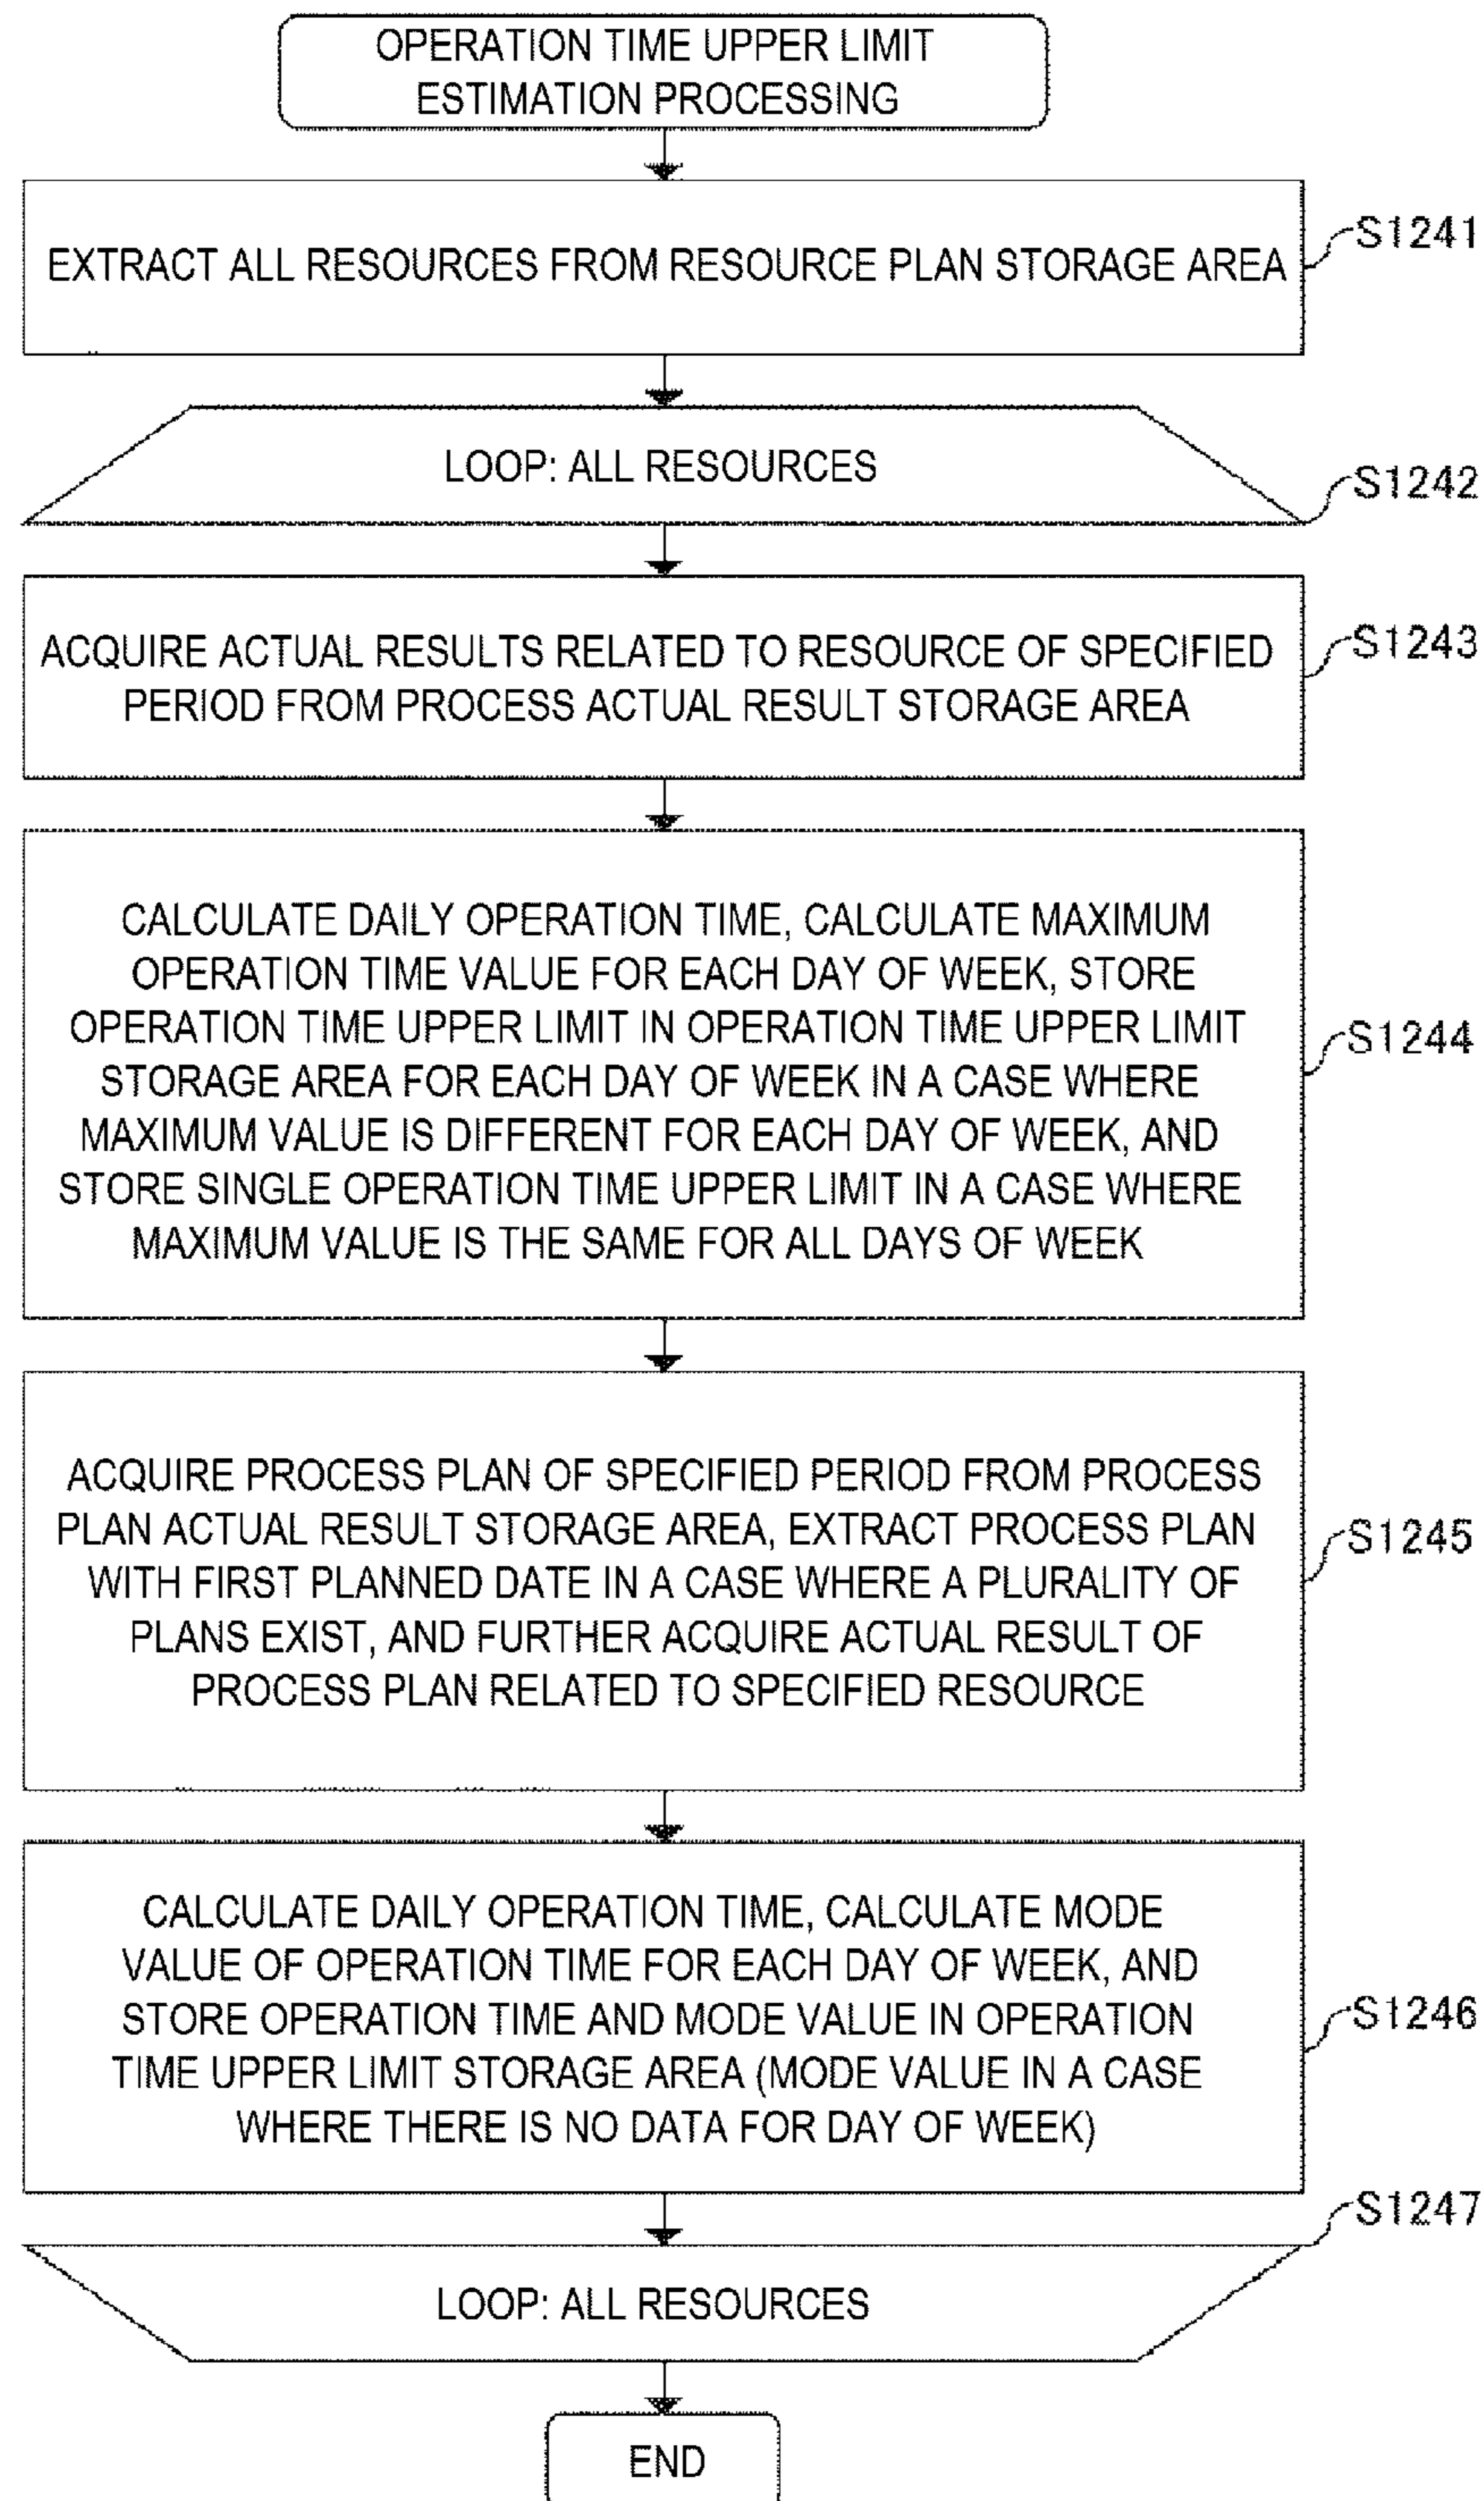 OPERATION TIME UPPER LIMIT
ESTIMATION PROCESSING
EXTRACT ALL RESOURCES FROM RESOURCE PLAN STORAGE AREA
S1241
LOOP: ALL RESOURCES
S1242
ACQUIRE ACTUAL RESULTS RELATED TO RESOURCE OF SPECIFIED
PERIOD FROM PROCESS ACTUAL RESULT STORAGE AREA
S1243
CALCULATE DAILY OPERATION TIME, CALCULATE MAXIMUM
OPERATION TIME VALUE FOR EACH DAY OF WEEK, STORE
OPERATION TIME UPPER LIMIT IN OPERATION TIME UPPER LIMIT
STORAGE AREA FOR EACH DAY OF WEEK IN A CASE WHERE
MAXIMUM VALUE IS DIFFERENT FOR EACH DAY OF WEEK, AND
STORE SINGLE OPERATION TIME UPPER LIMIT IN A CASE WHERE
MAXIMUM VALUE IS THE SAME FOR ALL DAYS OF WEEK
S1244
ACQUIRE PROCESS PLAN OF SPECIFIED PERIOD FROM PROCESS
PLAN ACTUAL RESULT STORAGE AREA, EXTRACT PROCESS PLAN
WITH FIRST PLANNED DATE IN A CASE WHERE A PLURALITY OF
PLANS EXIST, AND FURTHER ACQUIRE ACTUAL RESULT OF
PROCESS PLAN RELATED TO SPECIFIED RESOURCE
S1245
CALCULATE DAILY OPERATION TIME, CALCULATE MODE
VALUE OF OPERATION TIME FOR EACH DAY OF WEEK, AND
STORE OPERATION TIME AND MODE VALUE IN OPERATION
TIME UPPER LIMIT STORAGE AREA (MODE VALUE IN A CASE
WHERE THERE IS NO DATA FOR DAY OF WEEK)
S1246
LOOP: ALL RESOURCES
S1247
END